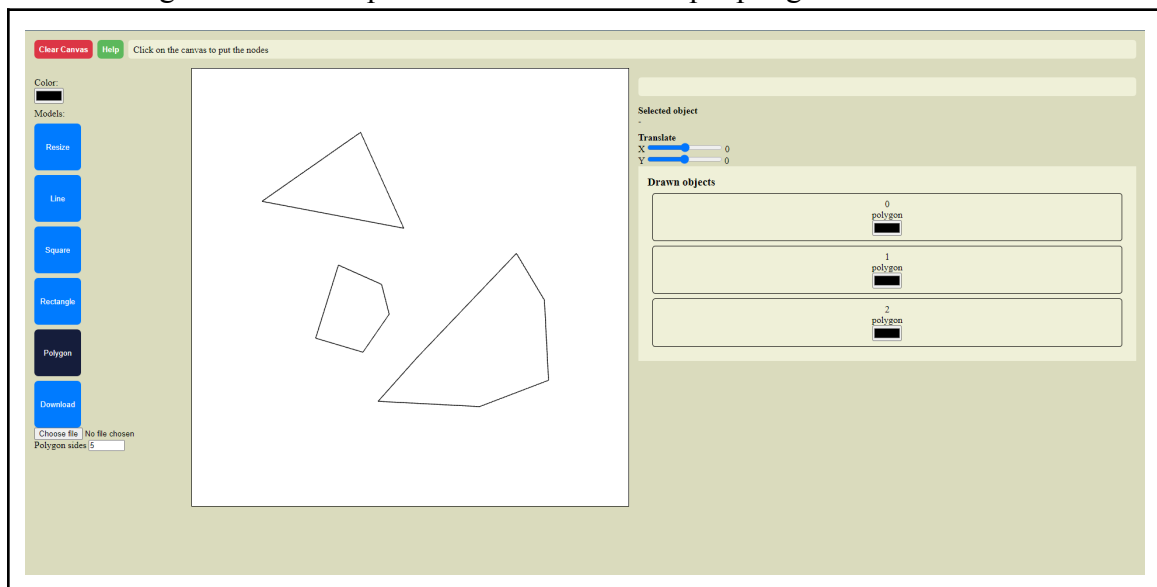 Clear Canvas Help Click on the canvas to put the nodes
Color:
Models:
Resize
Line
Square
Rectangle
Polygon
Download
Choose file No file chosen
Polygon sides 5
Selected object
-
Translate
X 0
Y 0
Drawn objects
0
polygon
1
polygon
2
polygon